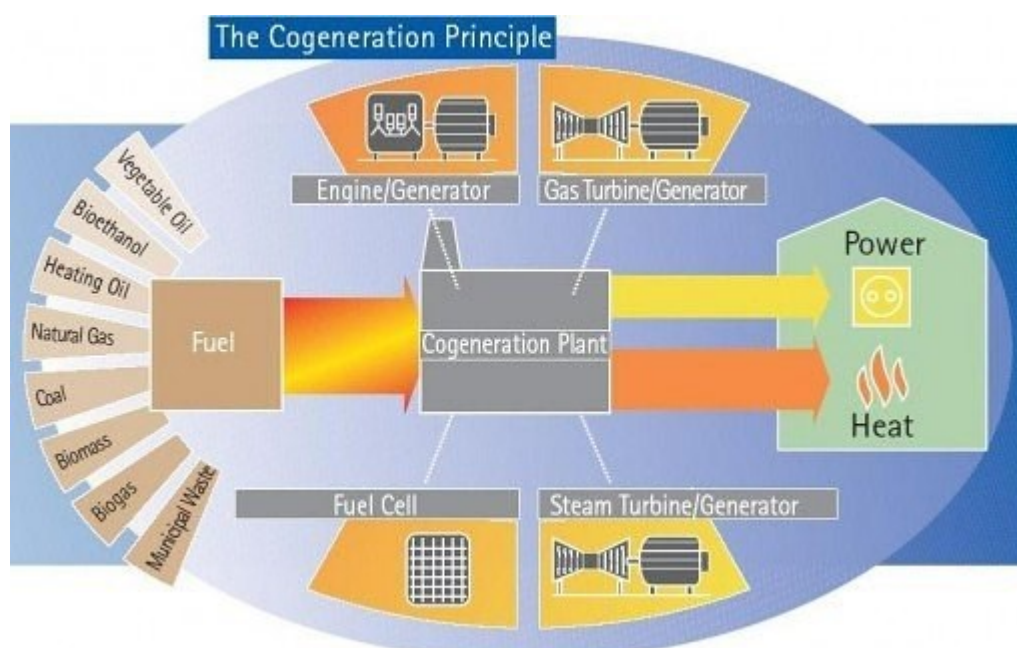 The Cogeneration Principle
Engine/Generator
Gas Turbine/Generator
Vegetable Oil
Bioethanol
Heating Oil
Natural Gas
Coal
Biomass
Biogas
Municipal Waste
Fuel
Cogeneration Plant
Power
Heat
Fuel Cell
Steam Turbine/Generator